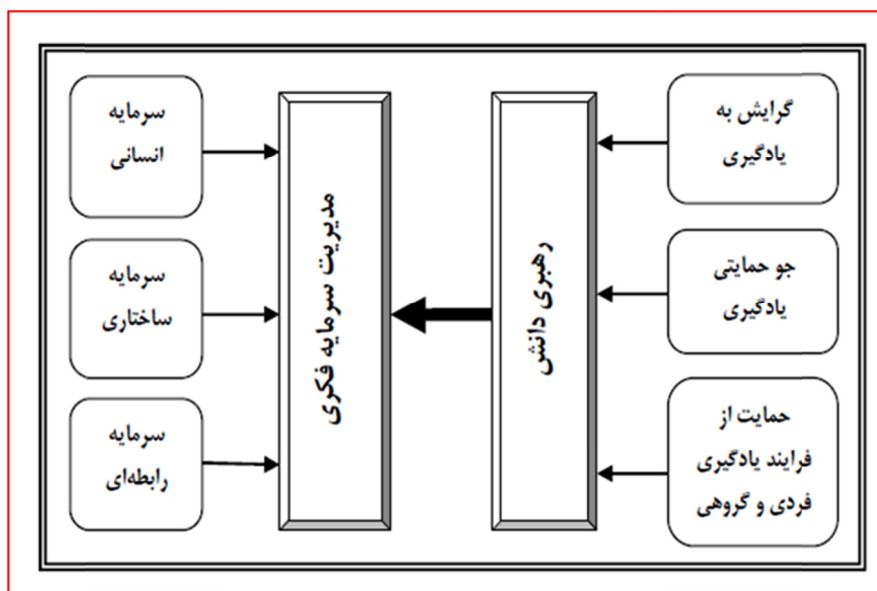 گرایش به
یادگیری
جو حمایتی
یادگیری
حمایت از
فرایند یادگیری
فردی و گروهی
رهبری دانش
مدیریت سرمایه فکری
سرمایه
انسانی
سرمایه
ساختاری
سرمایه
رابطه‌ای